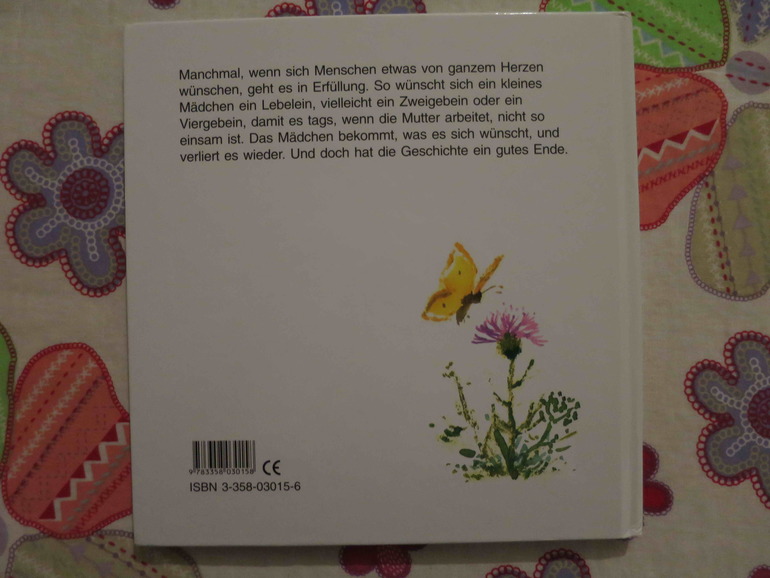 Manchmal, wenn sich Menschen etwas von ganzem Herzen
wünschen, geht es in Erfüllung. So wünscht sich ein kleines
Mädchen ein Lebelein, vielleicht ein Zweigebein oder ein
Viergebein, damit es tags, wenn die Mutter arbeitet, nicht so
einsam ist. Das Mädchen bekommt, was es sich wünscht, und
verliert es wieder. Und doch hat die Geschichte ein gutes Ende.
9 783358 030158
CE
ISBN 3-358-03015-6